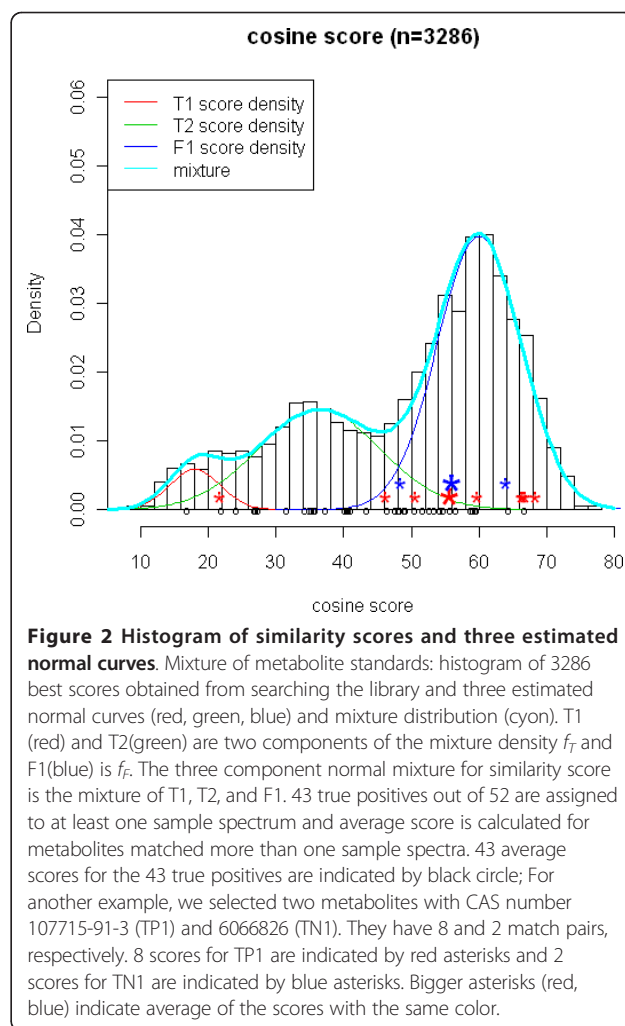 cosine score (n=3286)
T1 score density
T2 score density
F1 score density
mixture
Density
0.06
0.05
0.04
0.03
0.02
0.01
0.00
10 20 30 40 50 60 70 80
cosine score
Figure 2 Histogram of similarity scores and three estimated
normal curves. Mixture of metabolite standards: histogram of 3286
best scores obtained from searching the library and three estimated
normal curves (red, green, blue) and mixture distribution (cyon). T1
(red) and T2(green) are two components of the mixture density fT and
F1(blue) is fF. The three component normal mixture for similarity score
is the mixture of T1, T2, and F1. 43 true positives out of 52 are assigned
to at least one sample spectrum and average score is calculated for
metabolites matched more than one sample spectra. 43 average
scores for the 43 true positives are indicated by black circle; For
another example, we selected two metabolites with CAS number
107715-91-3 (TP1) and 6066826 (TN1). They have 8 and 2 match pairs,
respectively. 8 scores for TP1 are indicated by red asterisks and 2
scores for TN1 are indicated by blue asterisks. Bigger asterisks (red,
blue) indicate average of the scores with the same color.